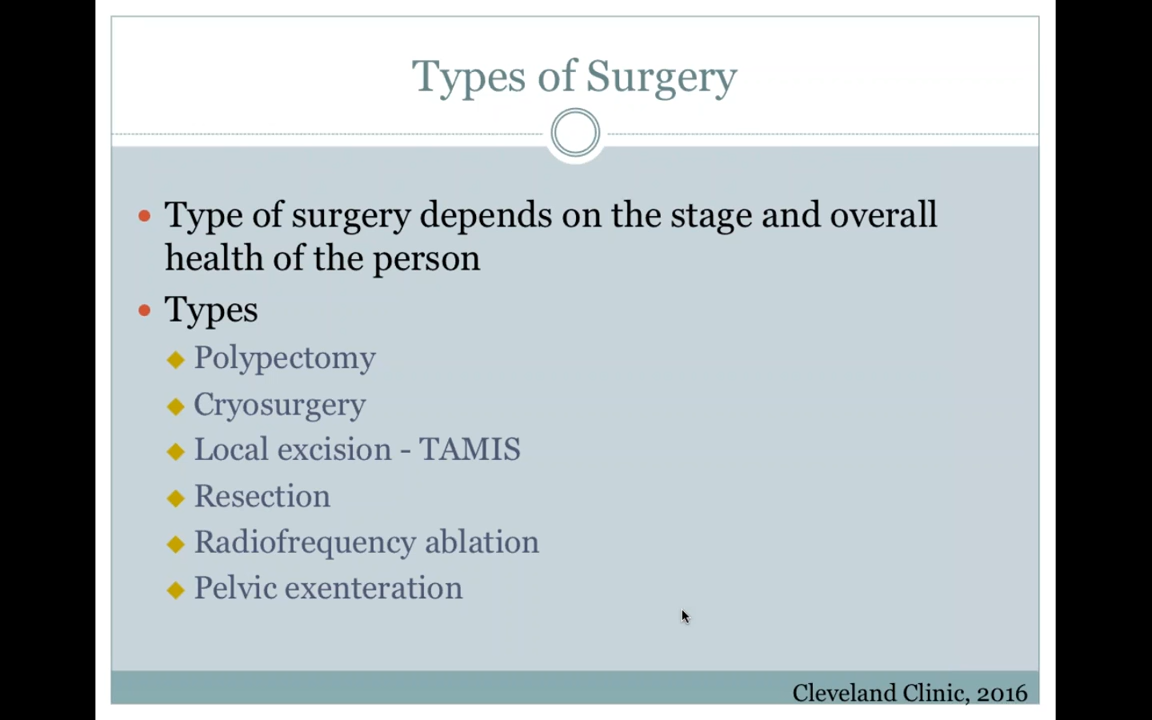 Types of Surgery
Type of surgery depends on the stage and overall
health of the person
Types
Polypectomy
Cryosurgery
Local excision - TAMIS
Resection
Radiofrequency ablation
Pelvic exenteration
Cleveland Clinic, 2016